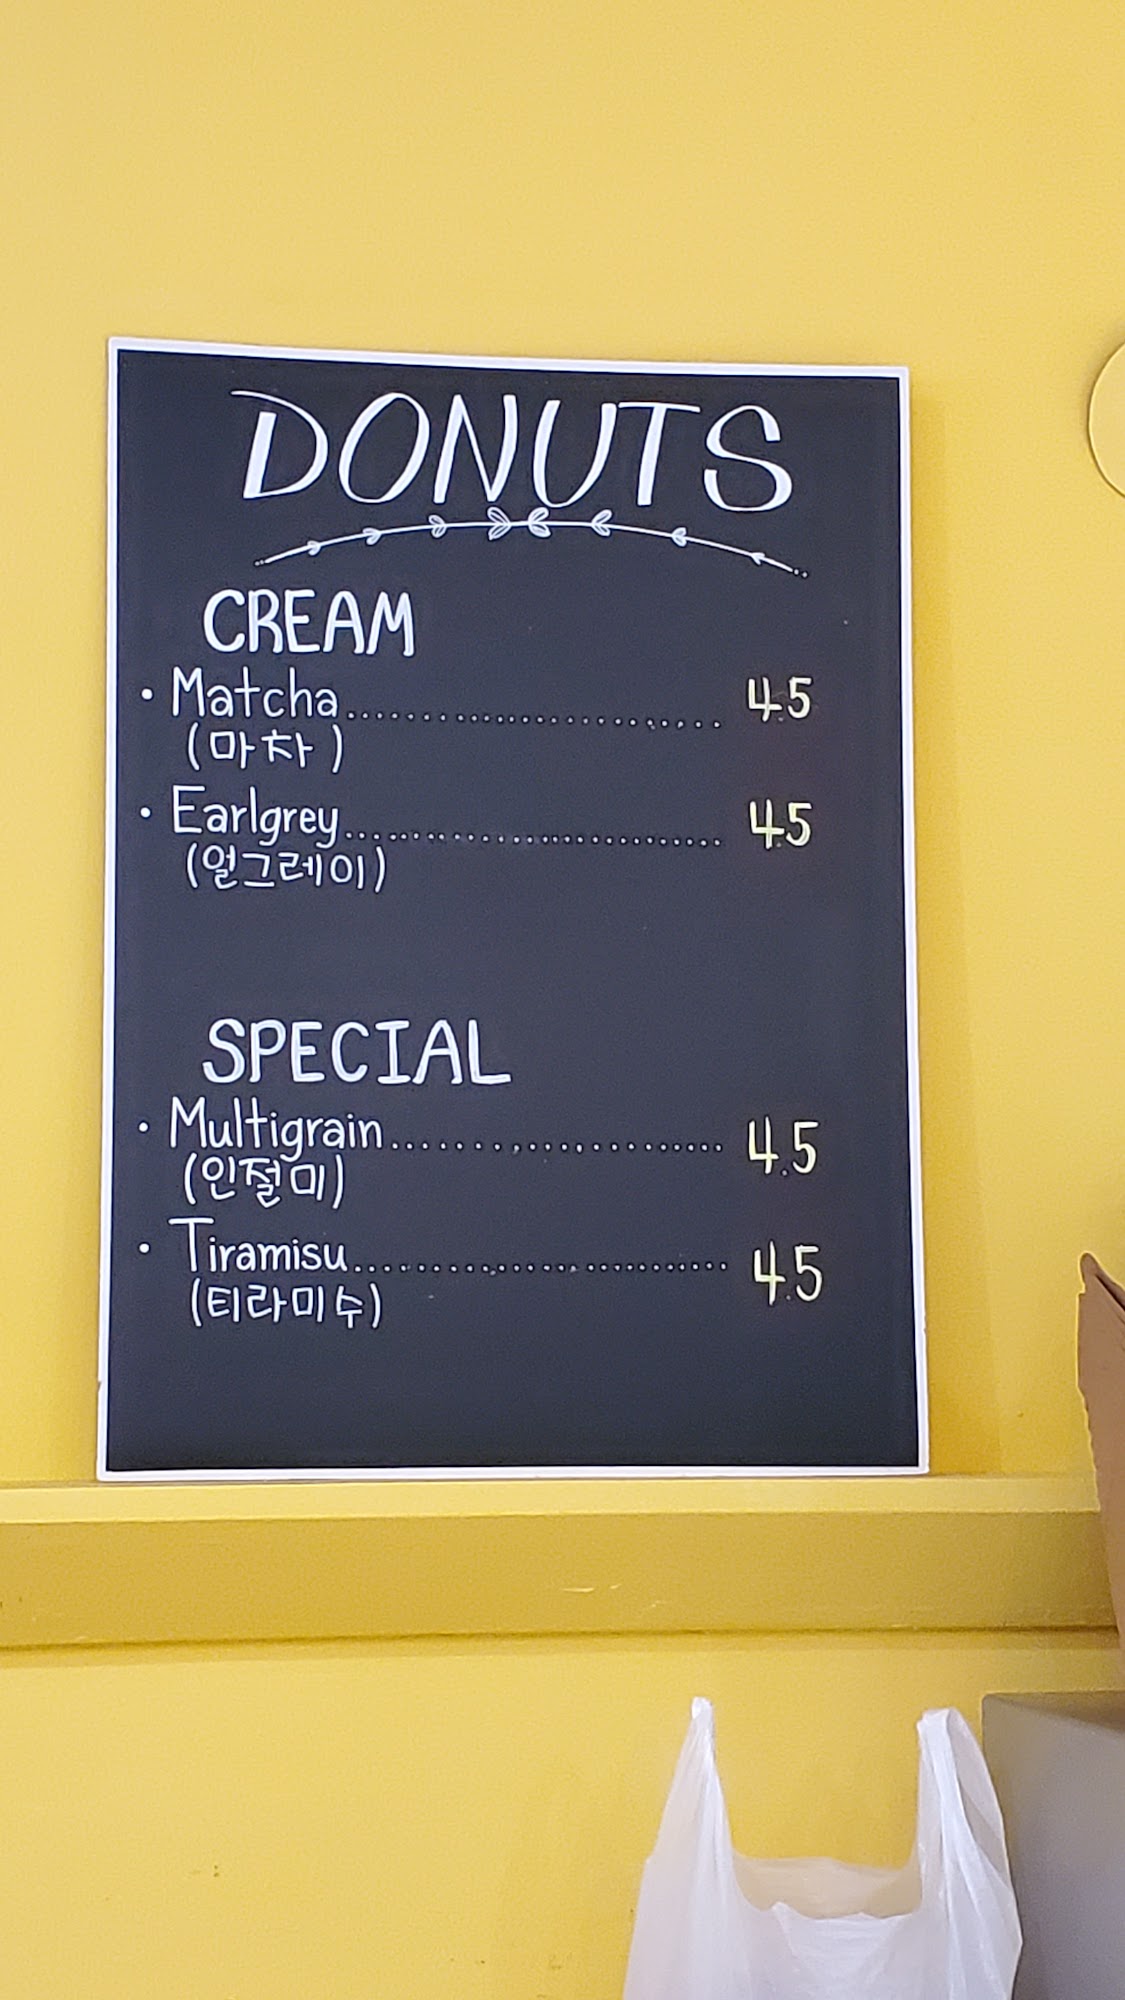 DONUTS
CREAM
• Matcha........................... 4.5
(마차)
• Earlgrey........................... 4.5
(얼그레이)
SPECIAL
• Multigrain....................... 4.5
(인절미)
• Tiramisu........................... 4.5
(티라미수)